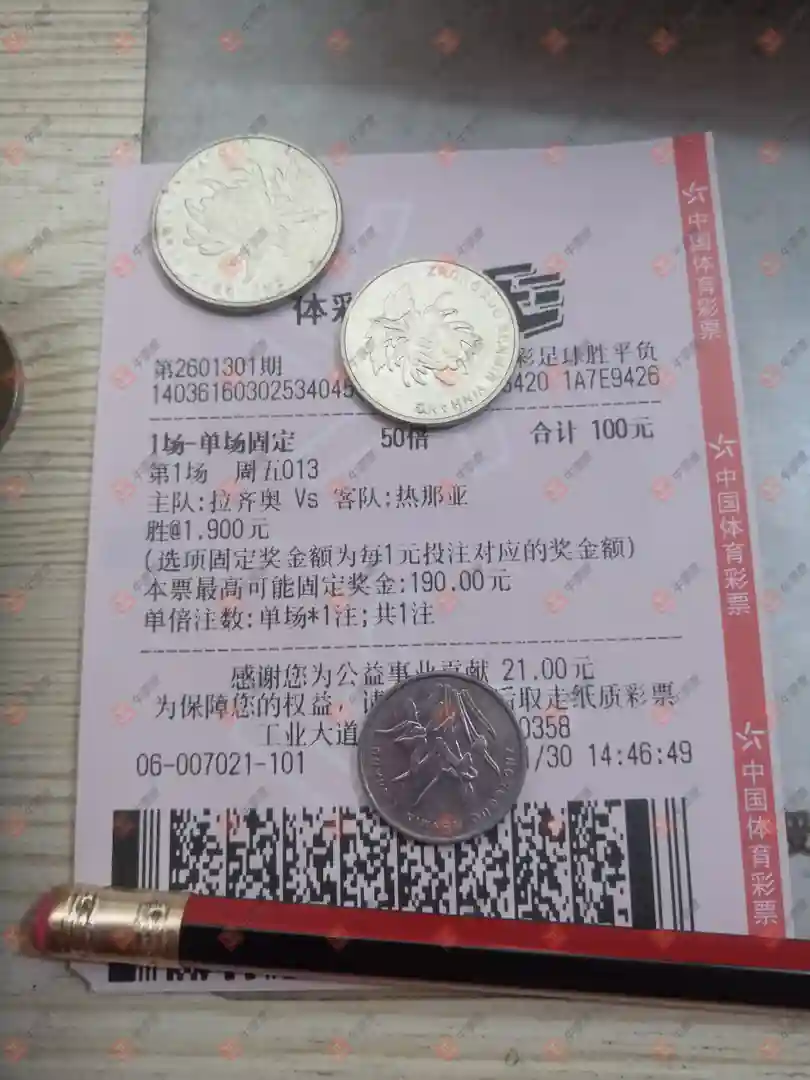 体彩
第2601301期
彩足球胜平负
14036160302534045
5420 1A7E9426
1场-单场固定 50倍 合计 100元
第1场 周五013
主队:拉齐奥 Vs 客队:热那亚
胜@1.900元
(选项固定奖金额为每1元投注对应的奖金额)
本票最高可能固定奖金:190.00元
单倍注数:单场*1注;共1注
感谢您为公益事业贡献 21.00元
为保障您的权益, 后取走纸质彩票
工业大道 0358
06-007021-101 1/30 14:46:49
中国体育彩票
中国体育彩票
中国体育彩票